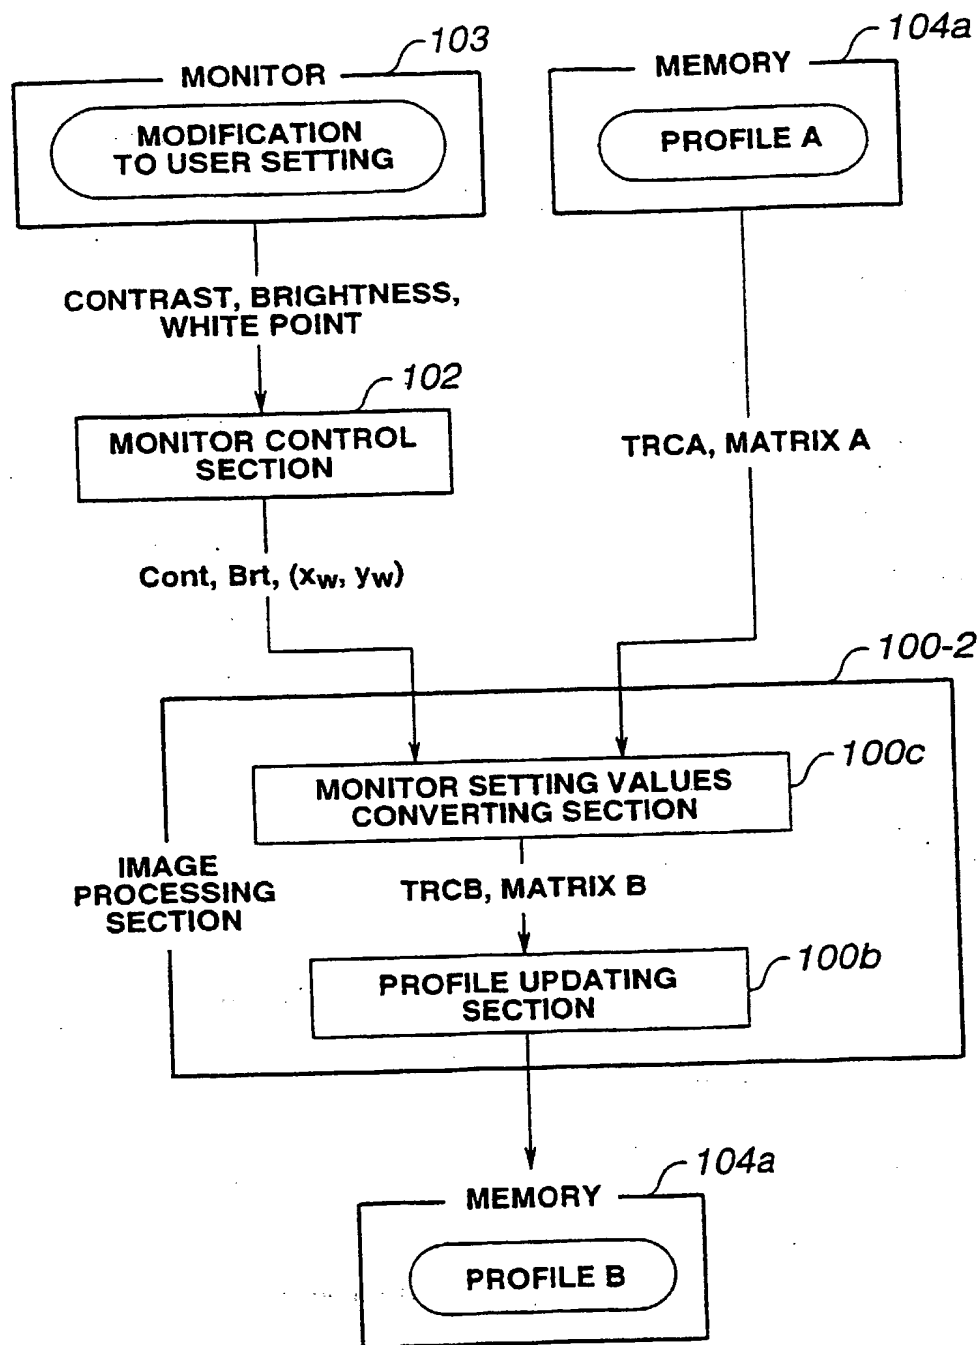 103
MONITOR
MODIFICATION
TO USER SETTING
104a
MEMORY
PROFILE A
CONTRAST, BRIGHTNESS,
WHITE POINT
102
MONITOR CONTROL
SECTION
TRCA, MATRIX A
Cont, Brt, (xw, yw)
100-2
100c
MONITOR SETTING VALUES
CONVERTING SECTION
IMAGE
PROCESSING
SECTION
TRCB, MATRIX B
100b
PROFILE UPDATING
SECTION
104a
MEMORY
PROFILE B